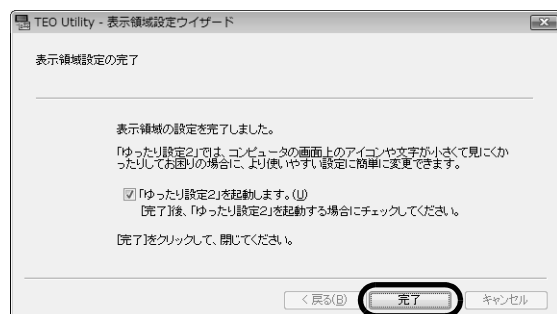 TEO Utility - 表示領域設定ウイザード
表示領域設定の完了
表示領域の設定を完了しました。
「ゆったり設定2」では、コンピュータの画面上のアイコンや文字が小さくて見にくか
ったりしてお困りの場合に、より使いやすい設定に簡単に変更できます。
「ゆったり設定2」を起動します。(U)
[完了]後、「ゆったり設定2」を起動する場合にチェックしてください。
[完了]をクリックして、閉じてください。
< 戻る(B) 完了 キャンセル